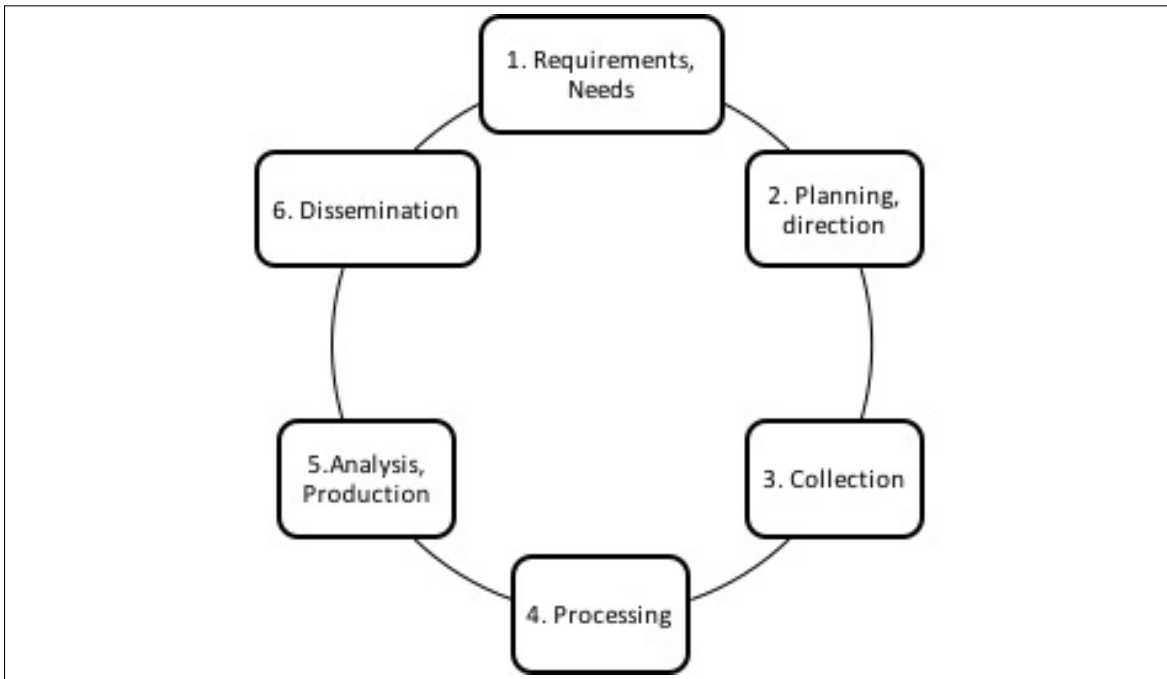 1. Requirements,
Needs
2. Planning,
direction
3. Collection
4. Processing
5.Analysis,
Production
6. Dissemination